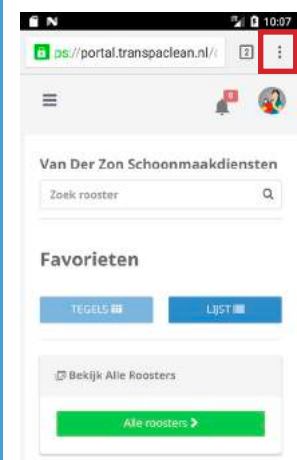 10:07
ps://portal.transpaclean.nl/
2
Van Der Zon Schoonmaakdiensten
Zoek rooster
Favorieten
TEGELS
LIJST
Bekijk Alle Roosters
Alle roosters